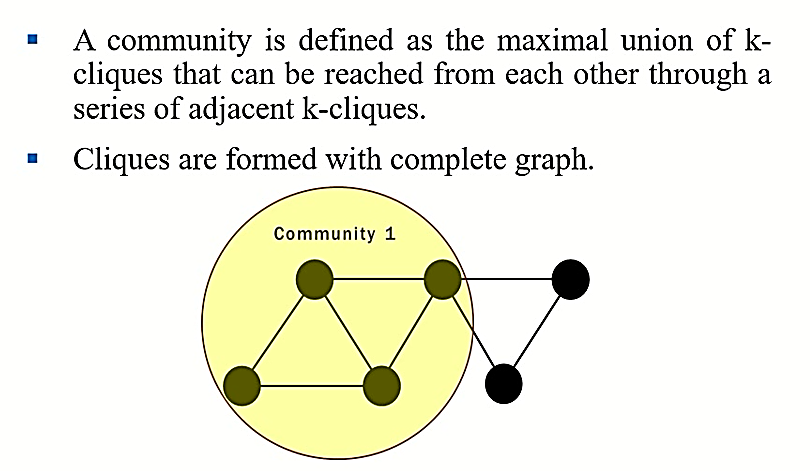 A community is defined as the maximal union of k-
cliques that can be reached from each other through a
series of adjacent k-cliques.
Cliques are formed with complete graph.
Community 1